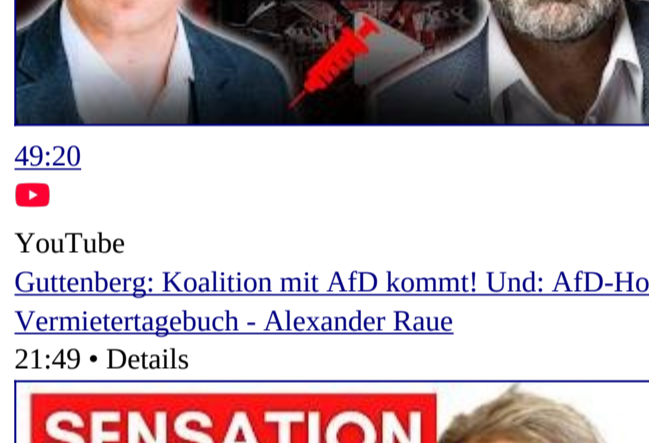 49:20
YouTube
Guttenberg: Koalition mit AfD kommt! Und: AfD-Ho
Vermietertagebuch - Alexander Raue
21:49 • Details
SENSATION